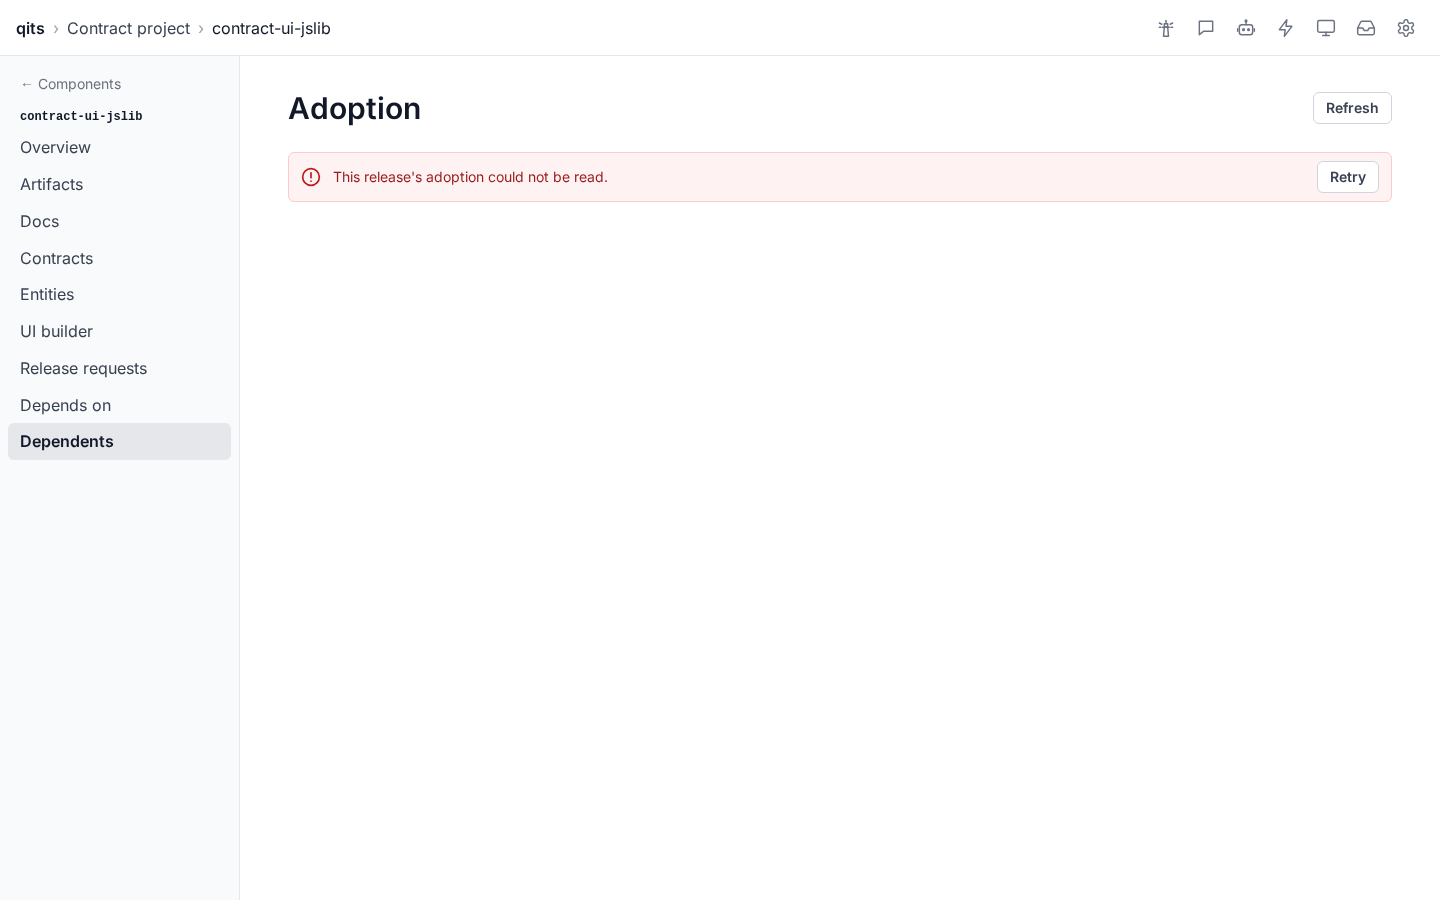 qits › Contract project › contract-ui-jslib
← Components
contract-ui-jslib
Overview
Artifacts
Docs
Contracts
Entities
UI builder
Release requests
Depends on
Dependents
Adoption
Refresh
This release's adoption could not be read.
Retry